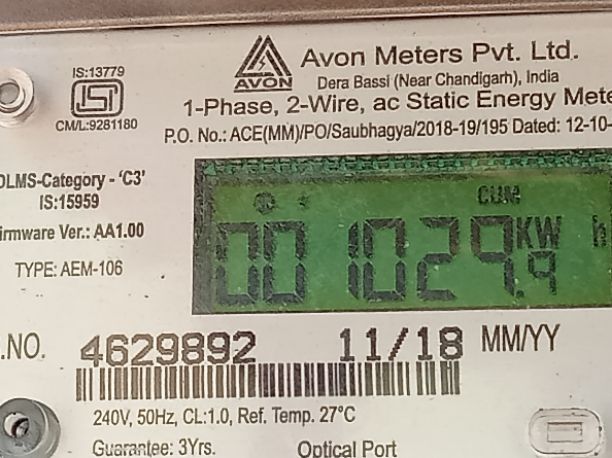 IS:13779
CM/L:9281180
AVON
Avon Meters Pvt. Ltd.
Dera Bassi (Near Chandigarh), India
1-Phase, 2-Wire, ac Static Energy Mete
P.O. No.: ACE(MM)/PO/Saubhagya/2018-19/195 Dated: 12-10-
DLMS-Category - 'C3'
IS:15959
irmware Ver.: AA1.00
TYPE: AEM-106
CUM
001029.9 KW h
.NO. 4629892 11/18 MM/YY
240V, 50Hz, CL:1.0, Ref. Temp. 27°C
Guarantee: 3Yrs. Optical Port